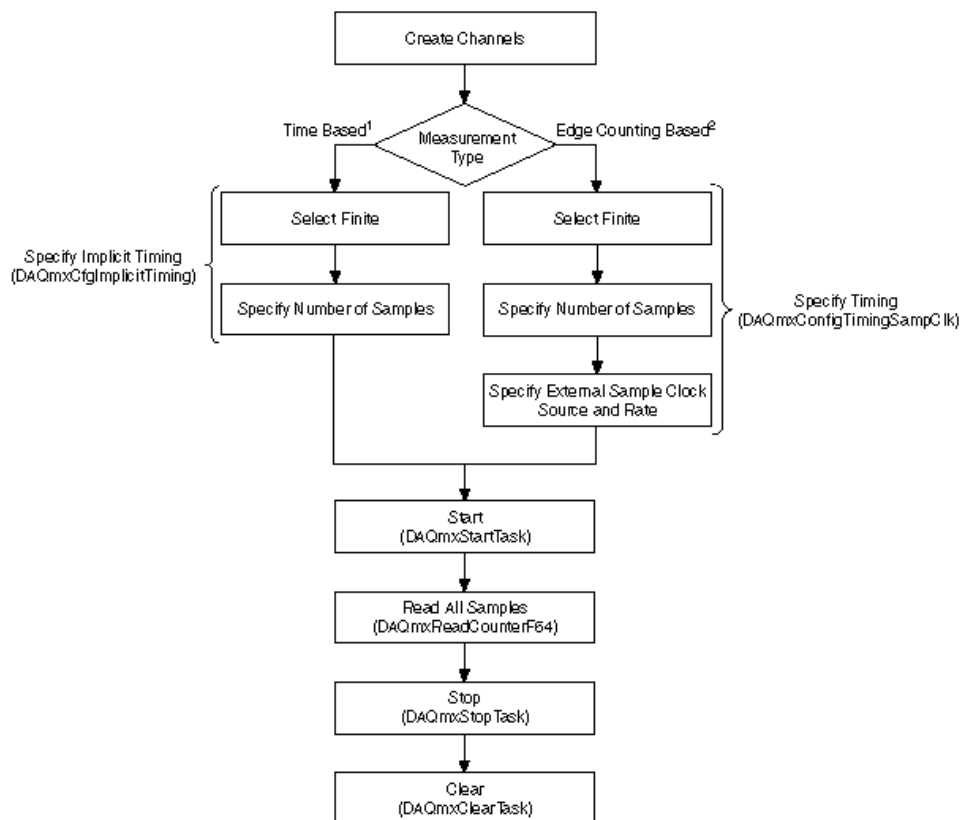 Create Channels
Time Based1
Measurement
Type
Edge Counting Based2
Select Finite
Select Finite
Specify Implicit Timing
(DAQmxCfgImplicitTiming)
Specify Number of Samples
Specify Number of Samples
Specify Timing
(DAQmxConfigTimingSampClk)
Specify External Sample Clock
Source and Rate
Start
(DAQmxStartTask)
Read All Samples
(DAQmxReadCounterF64)
Stop
(DAQmxStopTask)
Clear
(DAQmxClearTask)